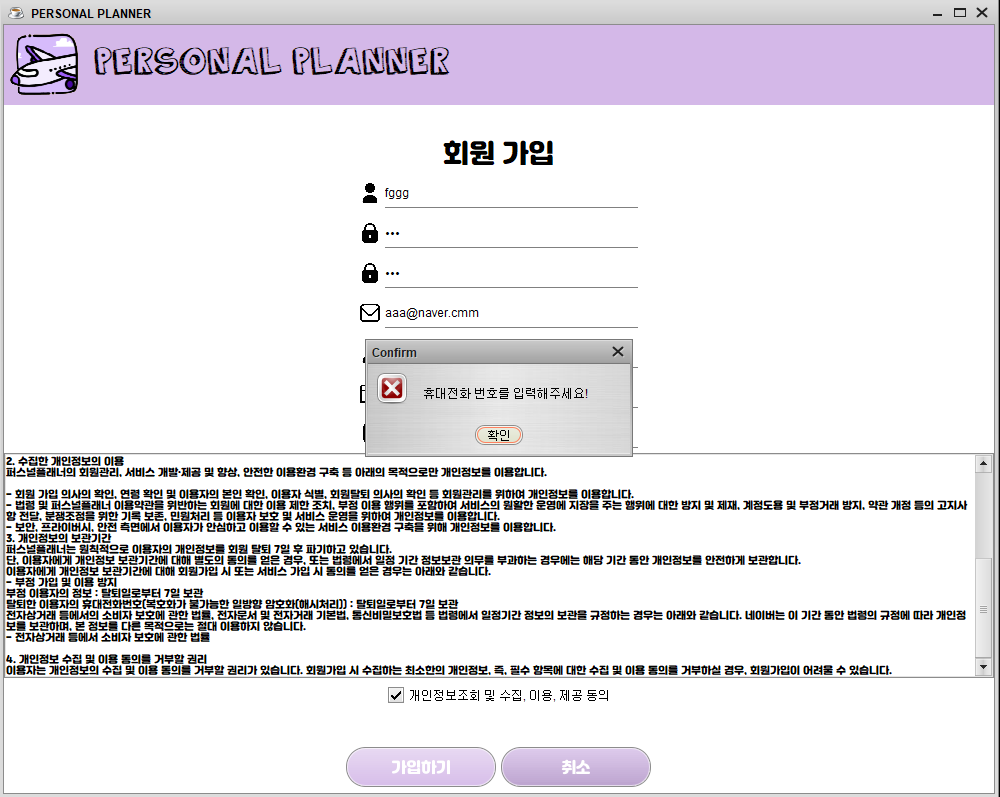 PERSONAL PLANNER
PERSONAL PLANNER
회원 가입
fggg
•••
•••
aaa@naver.cmm
Confirm
휴대전화 번호를 입력해주세요!
확인
2. 수집한 개인정보의 이용
퍼스널플래너의 회원관리, 서비스 개발·제공 및 향상, 안전한 이용환경 구축 등 아래의 목적으로만 개인정보를 이용합니다.
- 회원 가입 의사의 확인, 연령 확인 및 이용자의 본인 확인, 이용자 식별, 회원탈퇴 의사의 확인 등 회원관리를 위하여 개인정보를 이용합니다.
- 법령 및 퍼스널플래너 이용약관을 위반하는 회원에 대한 이용 제한 조치, 부정 이용 행위를 포함하여 서비스의 원활한 운영에 지장을 주는 행위에 대한 방지 및 제재, 계정도용 및 부정거래 방지, 약관 개정 등의 고지사
항 전달, 분쟁조정을 위한 기록 보존, 민원처리 등 이용자 보호 및 서비스 운영을 위하여 개인정보를 이용합니다.
- 보안, 프라이버시, 안전 측면에서 이용자가 안심하고 이용할 수 있는 서비스 이용환경 구축을 위해 개인정보를 이용합니다.
3. 개인정보의 보관기간
퍼스널플래너는 원칙적으로 이용자의 개인정보를 회원 탈퇴 7일 후 파기하고 있습니다.
단, 이용자에게 개인정보 보관기간에 대해 별도의 동의를 얻은 경우, 또는 법령에서 일정 기간 정보보관 의무를 부과하는 경우에는 해당 기간 동안 개인정보를 안전하게 보관합니다.
이용자에게 개인정보 보관기간에 대해 회원가입 시 또는 서비스 가입 시 동의를 얻은 경우는 아래와 같습니다.
- 부정 가입 및 이용 방지
부정 이용자의 정보 : 탈퇴일로부터 7일 보관
탈퇴한 이용자의 휴대전화번호(복호화가 불가능한 일방향 암호화(해시처리)) : 탈퇴일로부터 7일 보관
전자상거래 등에서의 소비자 보호에 관한 법률, 전자문서 및 전자거래 기본법, 통신비밀보호법 등 법령에서 일정기간 정보의 보관을 규정하는 경우는 아래와 같습니다. 네이버는 이 기간 동안 법령의 규정에 따라 개인정
보를 보관하며, 본 정보를 다른 목적으로는 절대 이용하지 않습니다.
- 전자상거래 등에서 소비자 보호에 관한 법률
4. 개인정보 수집 및 이용 동의를 거부할 권리
이용자는 개인정보의 수집 및 이용 동의를 거부할 권리가 있습니다. 회원가입 시 수집하는 최소한의 개인정보, 즉, 필수 항목에 대한 수집 및 이용 동의를 거부하실 경우, 회원가입이 어려울 수 있습니다.
개인정보조회 및 수집, 이용, 제공 동의
가입하기
취소